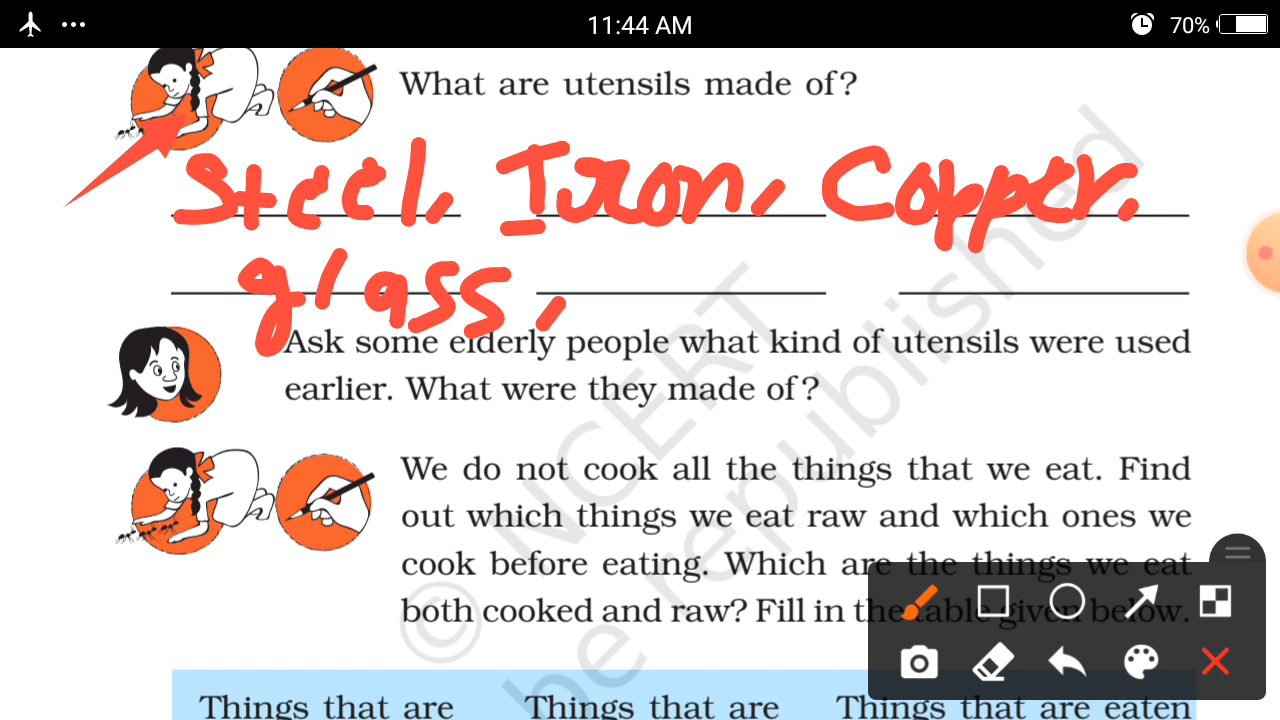 11:44 AM
70%
What are utensils made of?
Steel, Iron, Copper.
glass,
Ask some elderly people what kind of utensils were used
earlier. What were they made of?
We do not cook all the things that we eat. Find
out which things we eat raw and which ones we
cook before eating. Which are the things we eat
both cooked and raw? Fill in the table given below.
Things that are Things that are Things that are eaten
© NCERT
be republished